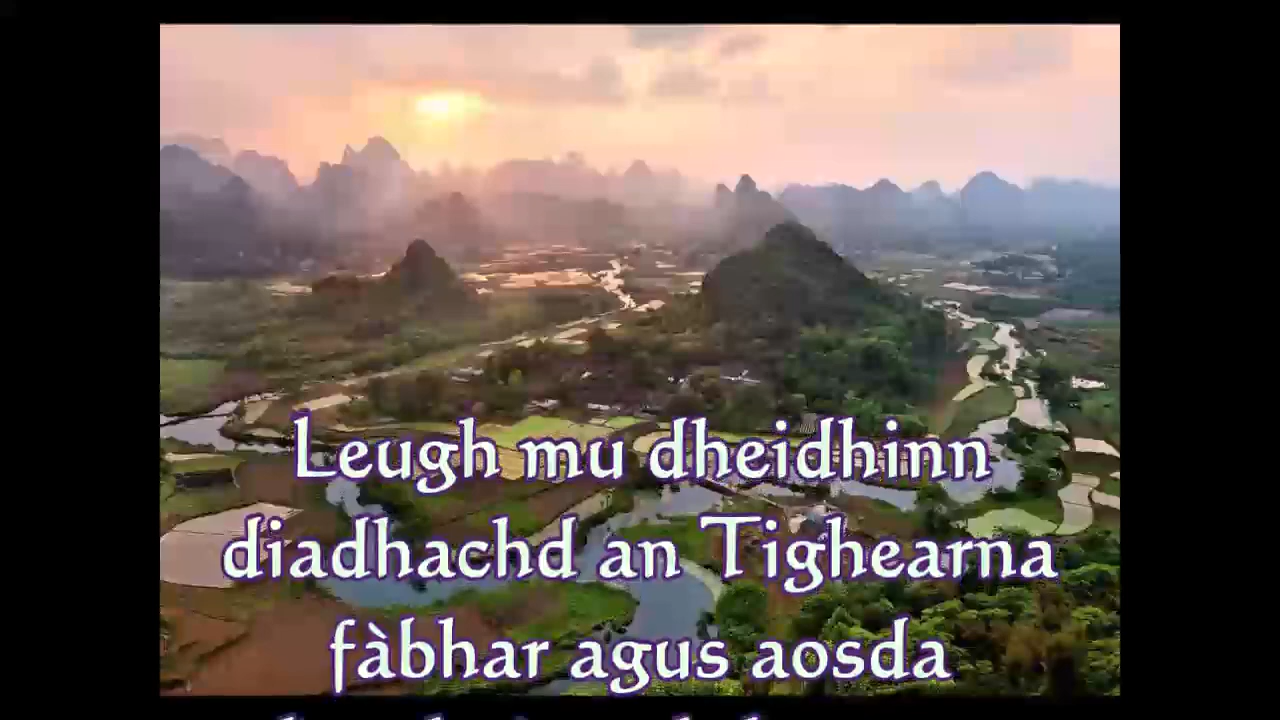 Leugh mu dheidhinn
diadhachd an Tighearna
fàbhar agus aosda